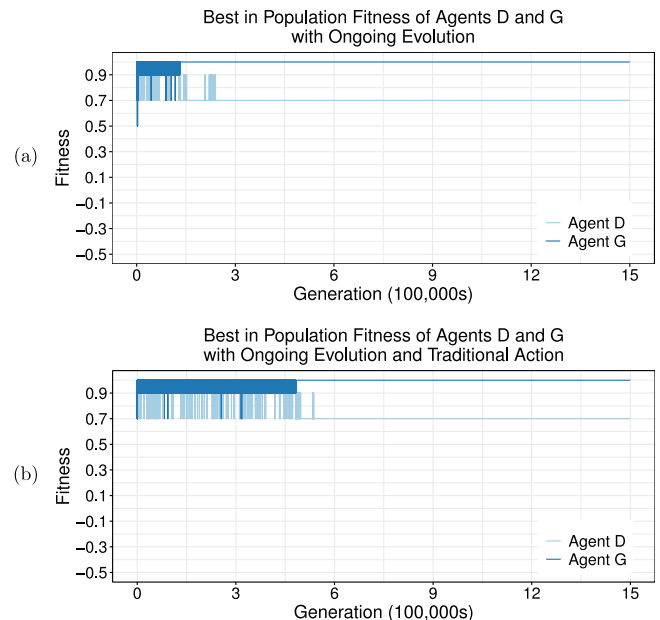 Best in Population Fitness of Agents D and G
with Ongoing Evolution
(a)
Fitness
0.9
0.7
0.5
0.3
0.1
−0.1
−0.3
−0.5
Agent D
Agent G
0 3 6 9 12 15
Generation (100,000s)
Best in Population Fitness of Agents D and G
with Ongoing Evolution and Traditional Action
(b)
Fitness
0.9
0.7
0.5
0.3
0.1
−0.1
−0.3
−0.5
Agent D
Agent G
0 3 6 9 12 15
Generation (100,000s)